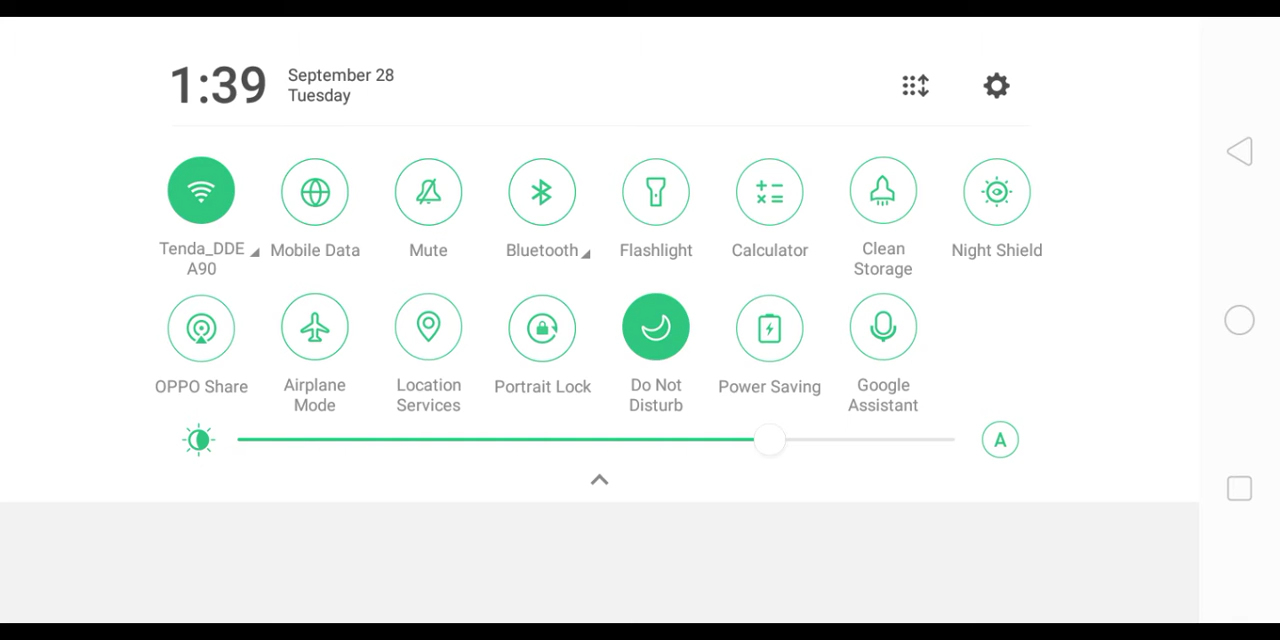 1:39
September 28
Tuesday
Tenda_DDE
A90
Mobile Data
Mute
Bluetooth
Flashlight
Calculator
Clean
Storage
Night Shield
OPPO Share
Airplane
Mode
Location
Services
Portrait Lock
Do Not
Disturb
Power Saving
Google
Assistant
A